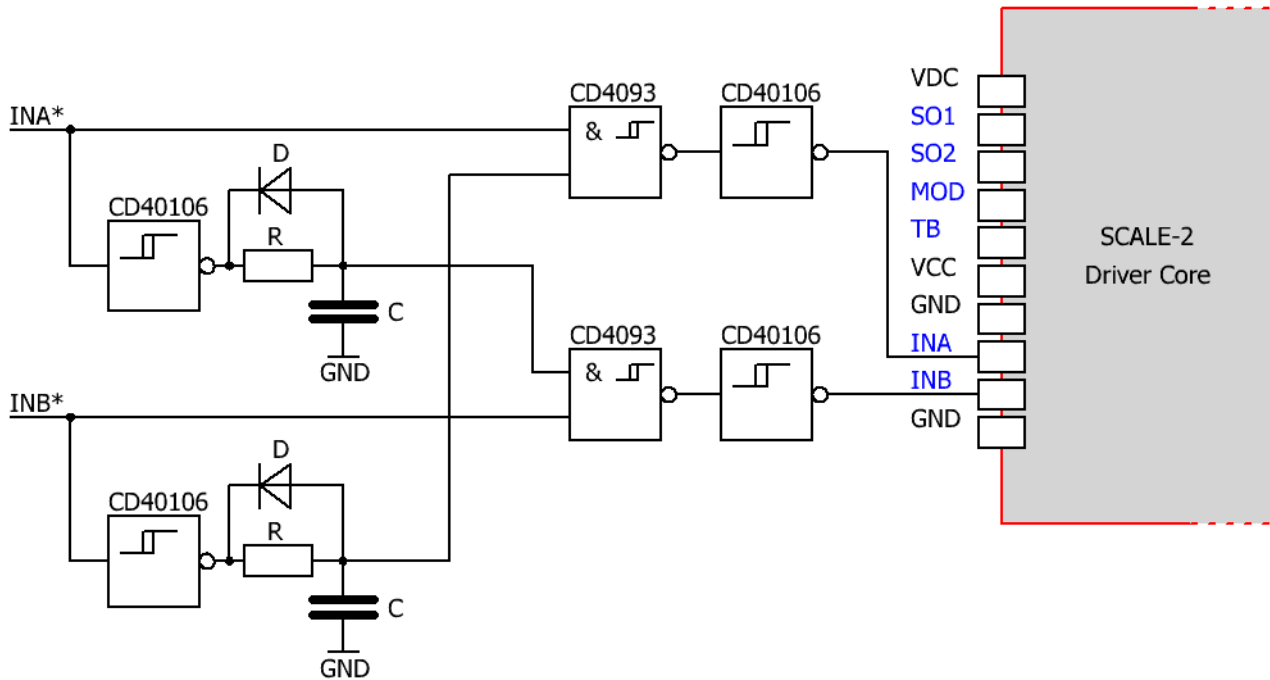 CD4093
CD40106
VDC
INA*
SO1
&
D
SO2
MOD
CD40106
TB
R
SCALE-2
VCC
Driver Core
C
GND
CD4093
CD40106
INA
GND
&
INB
INB*
GND
D
CD40106
R
C
GND